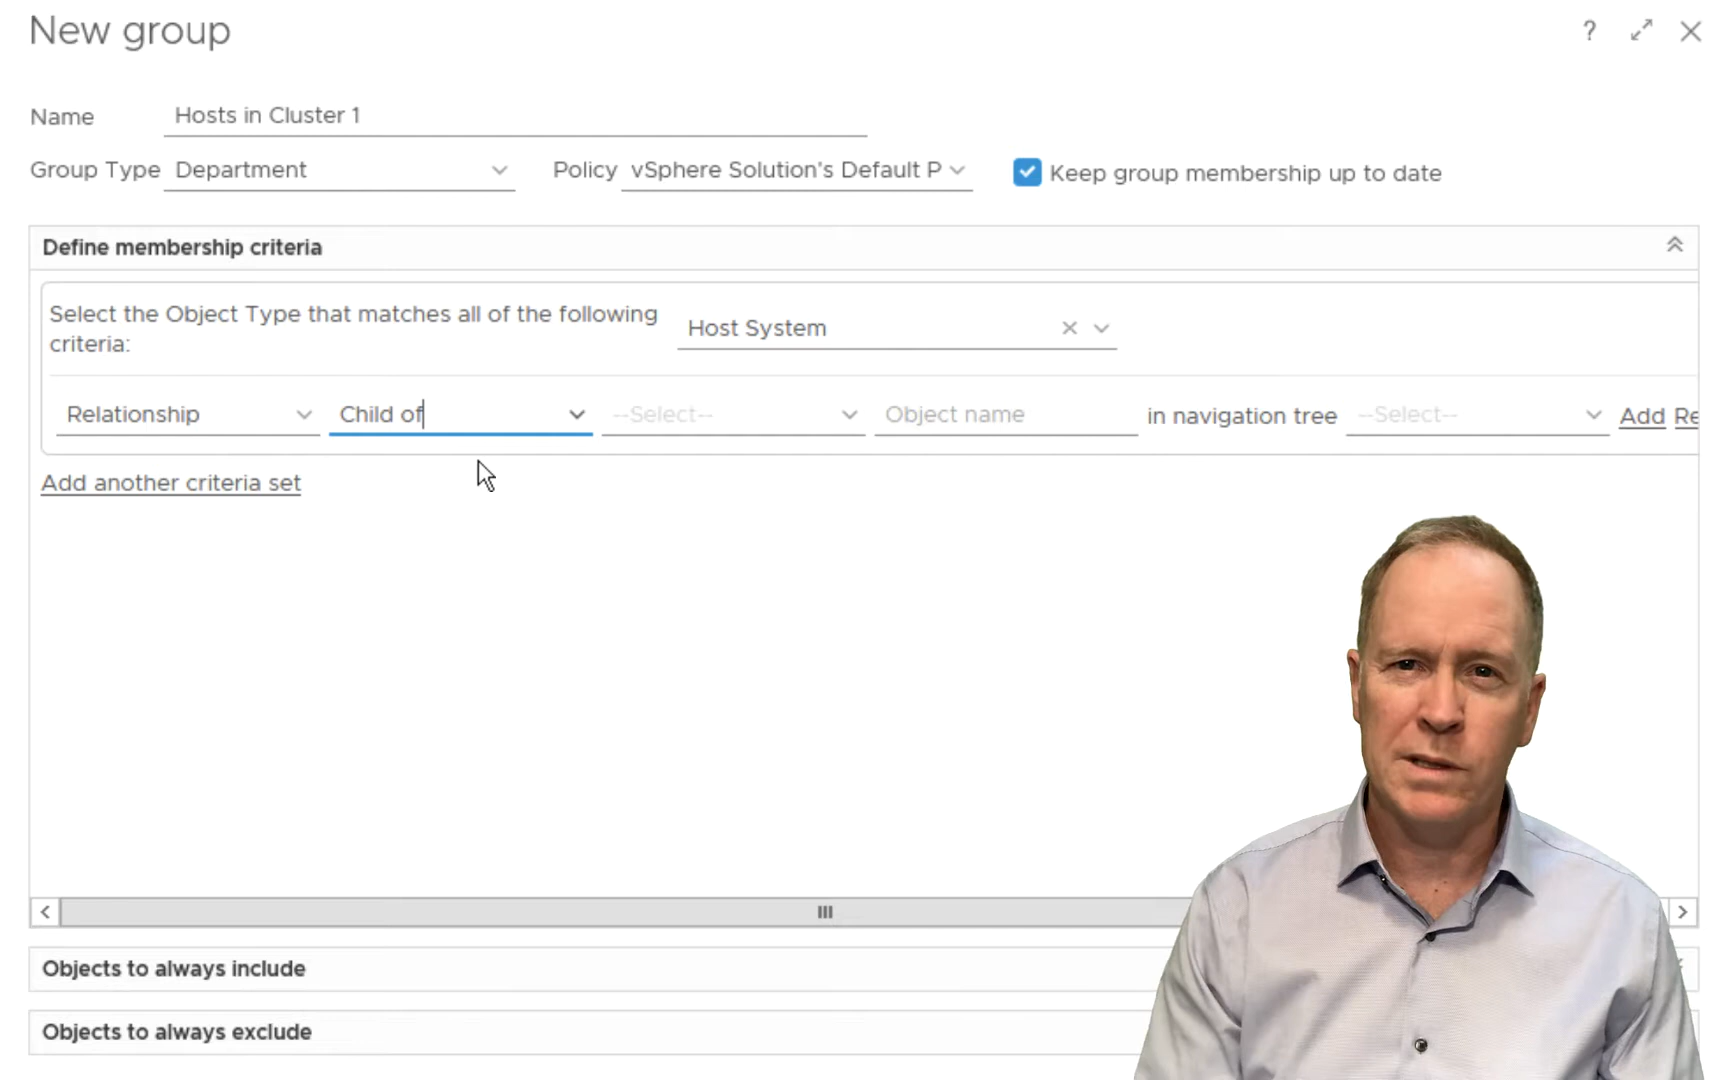 New group
?
Name Hosts in Cluster 1
Group Type Department Policy vSphere Solution's Default P Keep group membership up to date
Define membership criteria
Select the Object Type that matches all of the following
criteria:
Host System
Relationship Child of --Select-- Object name in navigation tree --Select-- Add Re
Add another criteria set
Objects to always include
Objects to always exclude